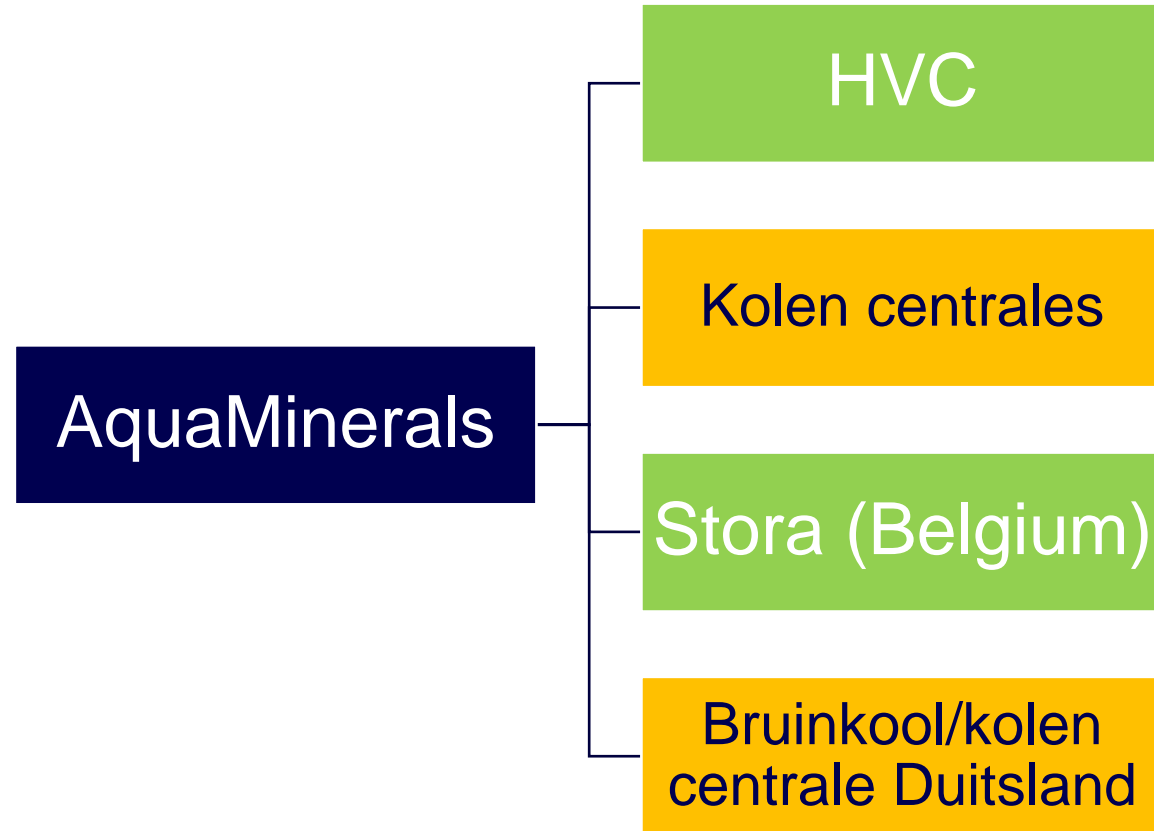 HVC
Kolen centrales
AquaMinerals
Stora (Belgium)
Bruinkool/kolen
centrale Duitsland